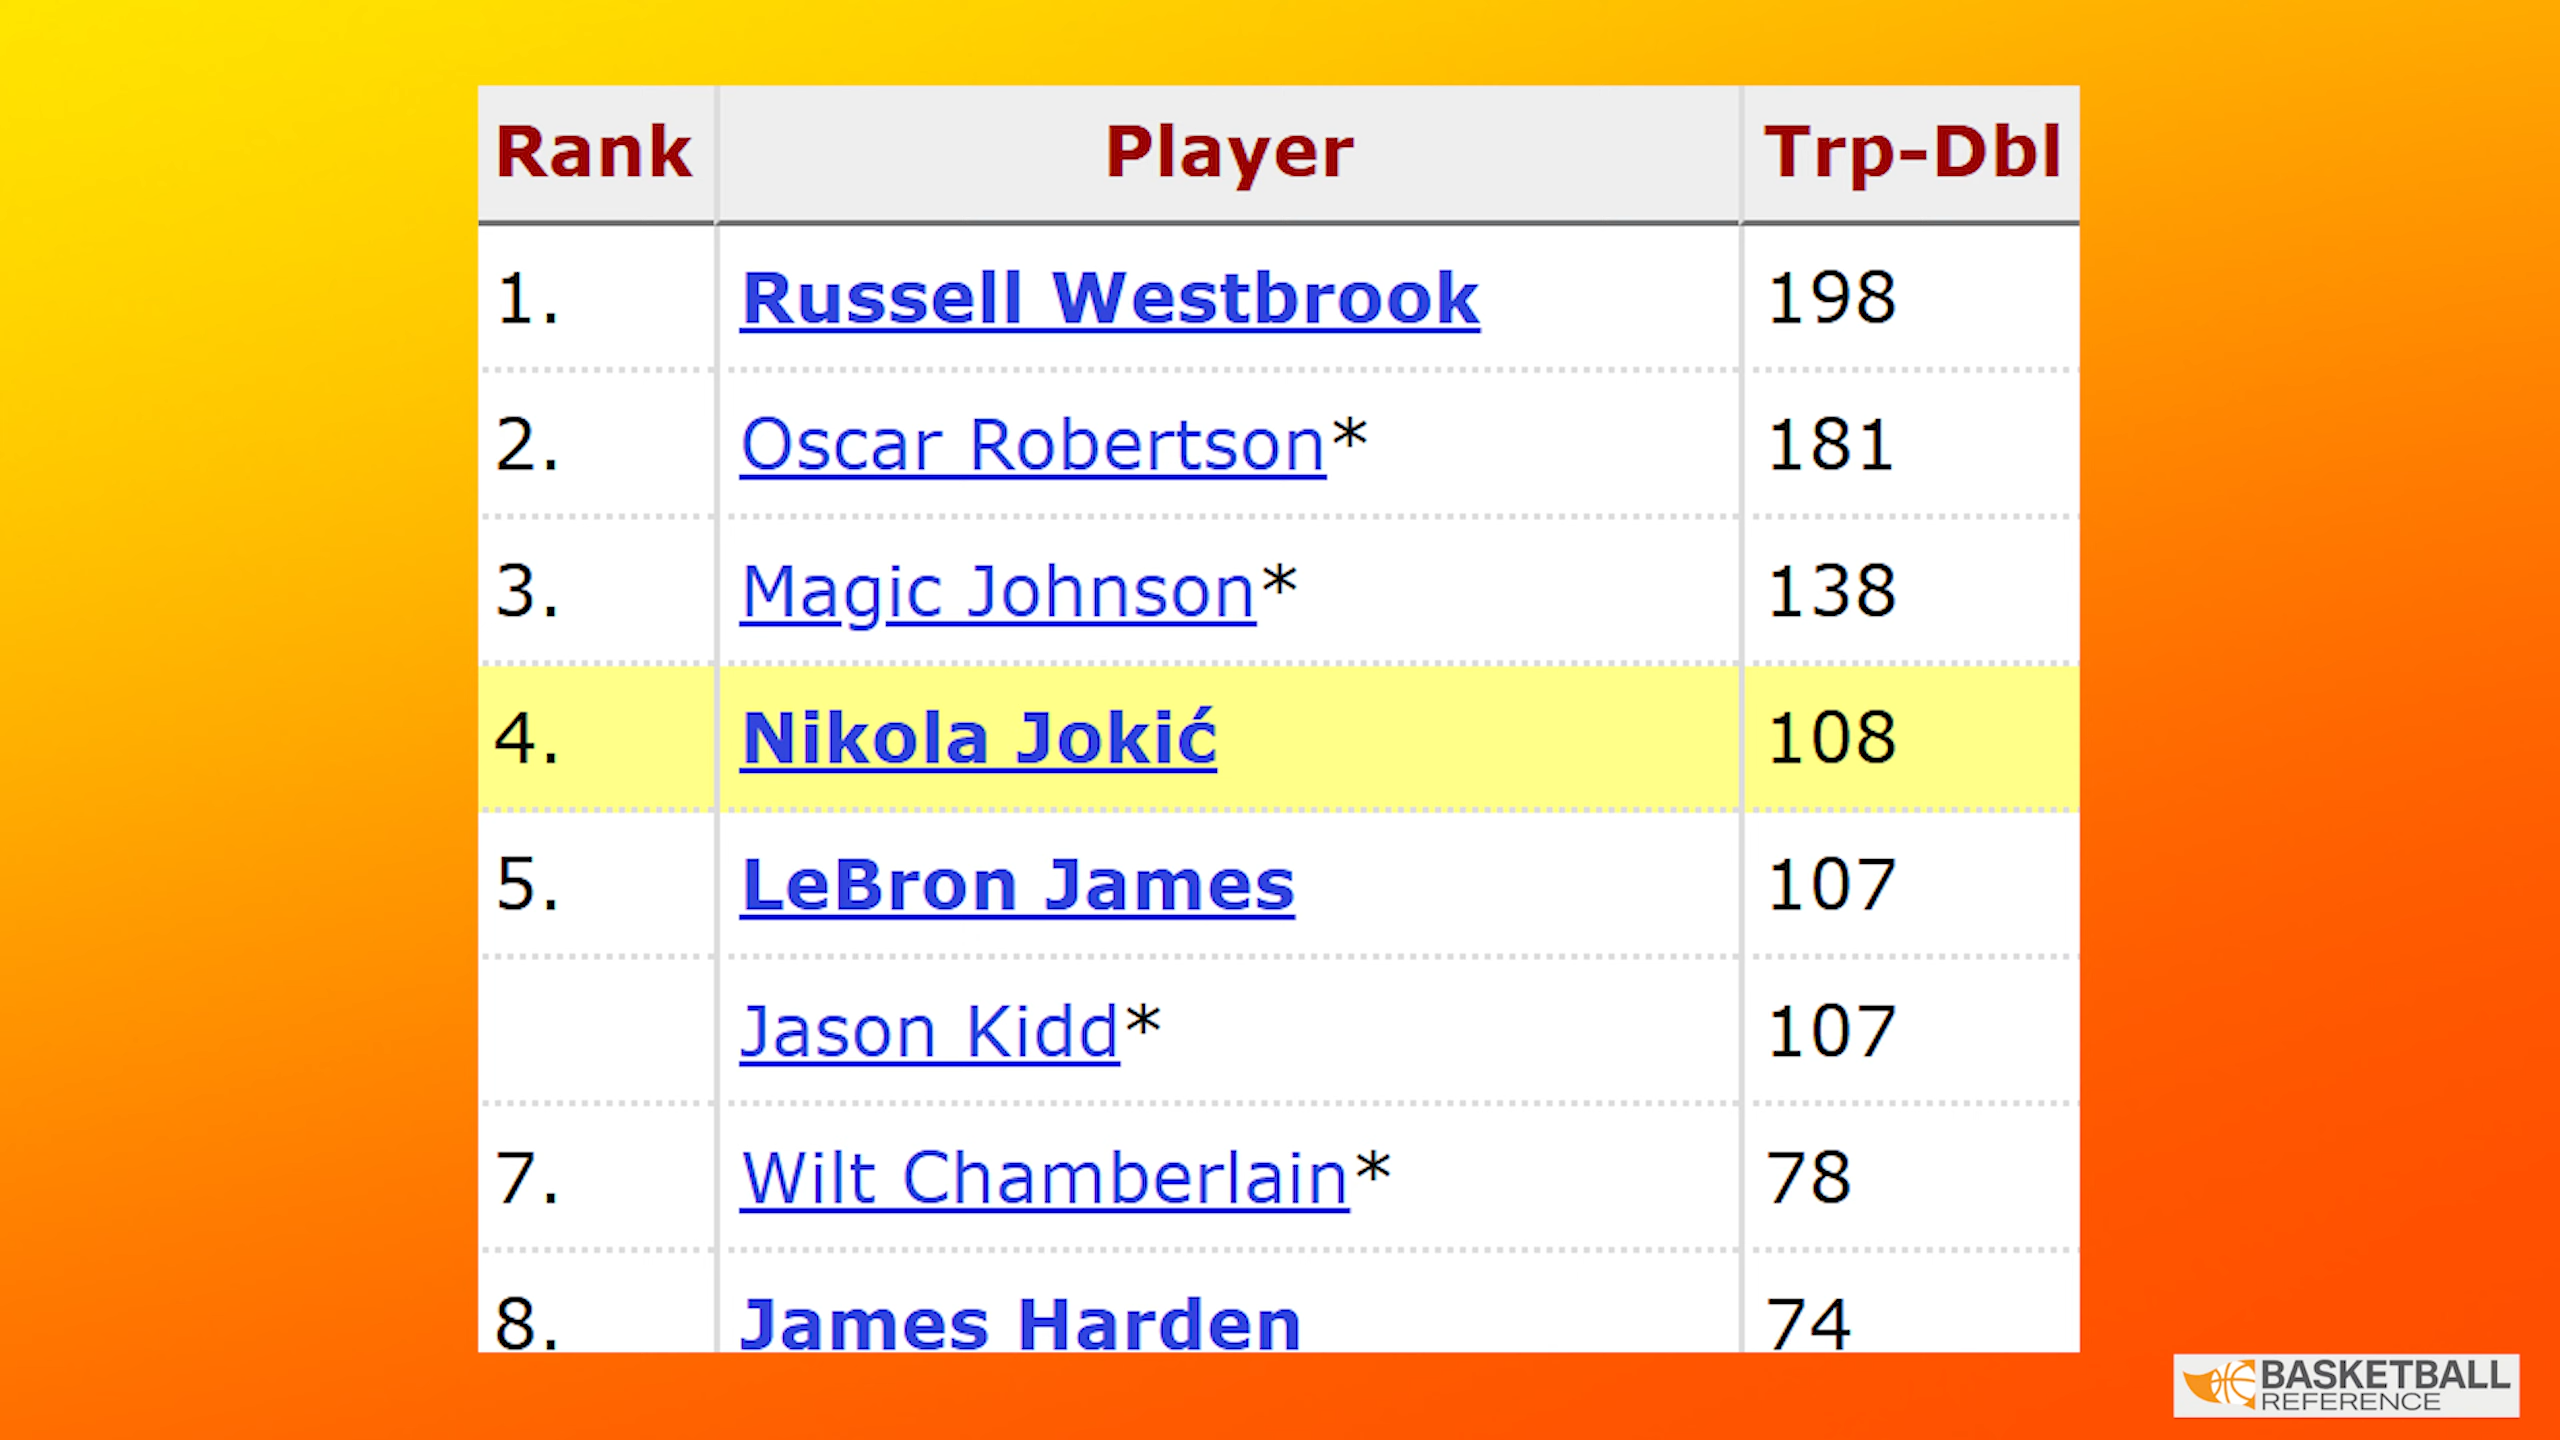 Rank Player Trp-Dbl
1. Russell Westbrook 198
2. Oscar Robertson* 181
3. Magic Johnson* 138
4. Nikola Jokić 108
5. LeBron James 107
Jason Kidd* 107
7. Wilt Chamberlain* 78
8. James Harden 74
BASKETBALL
REFERENCE